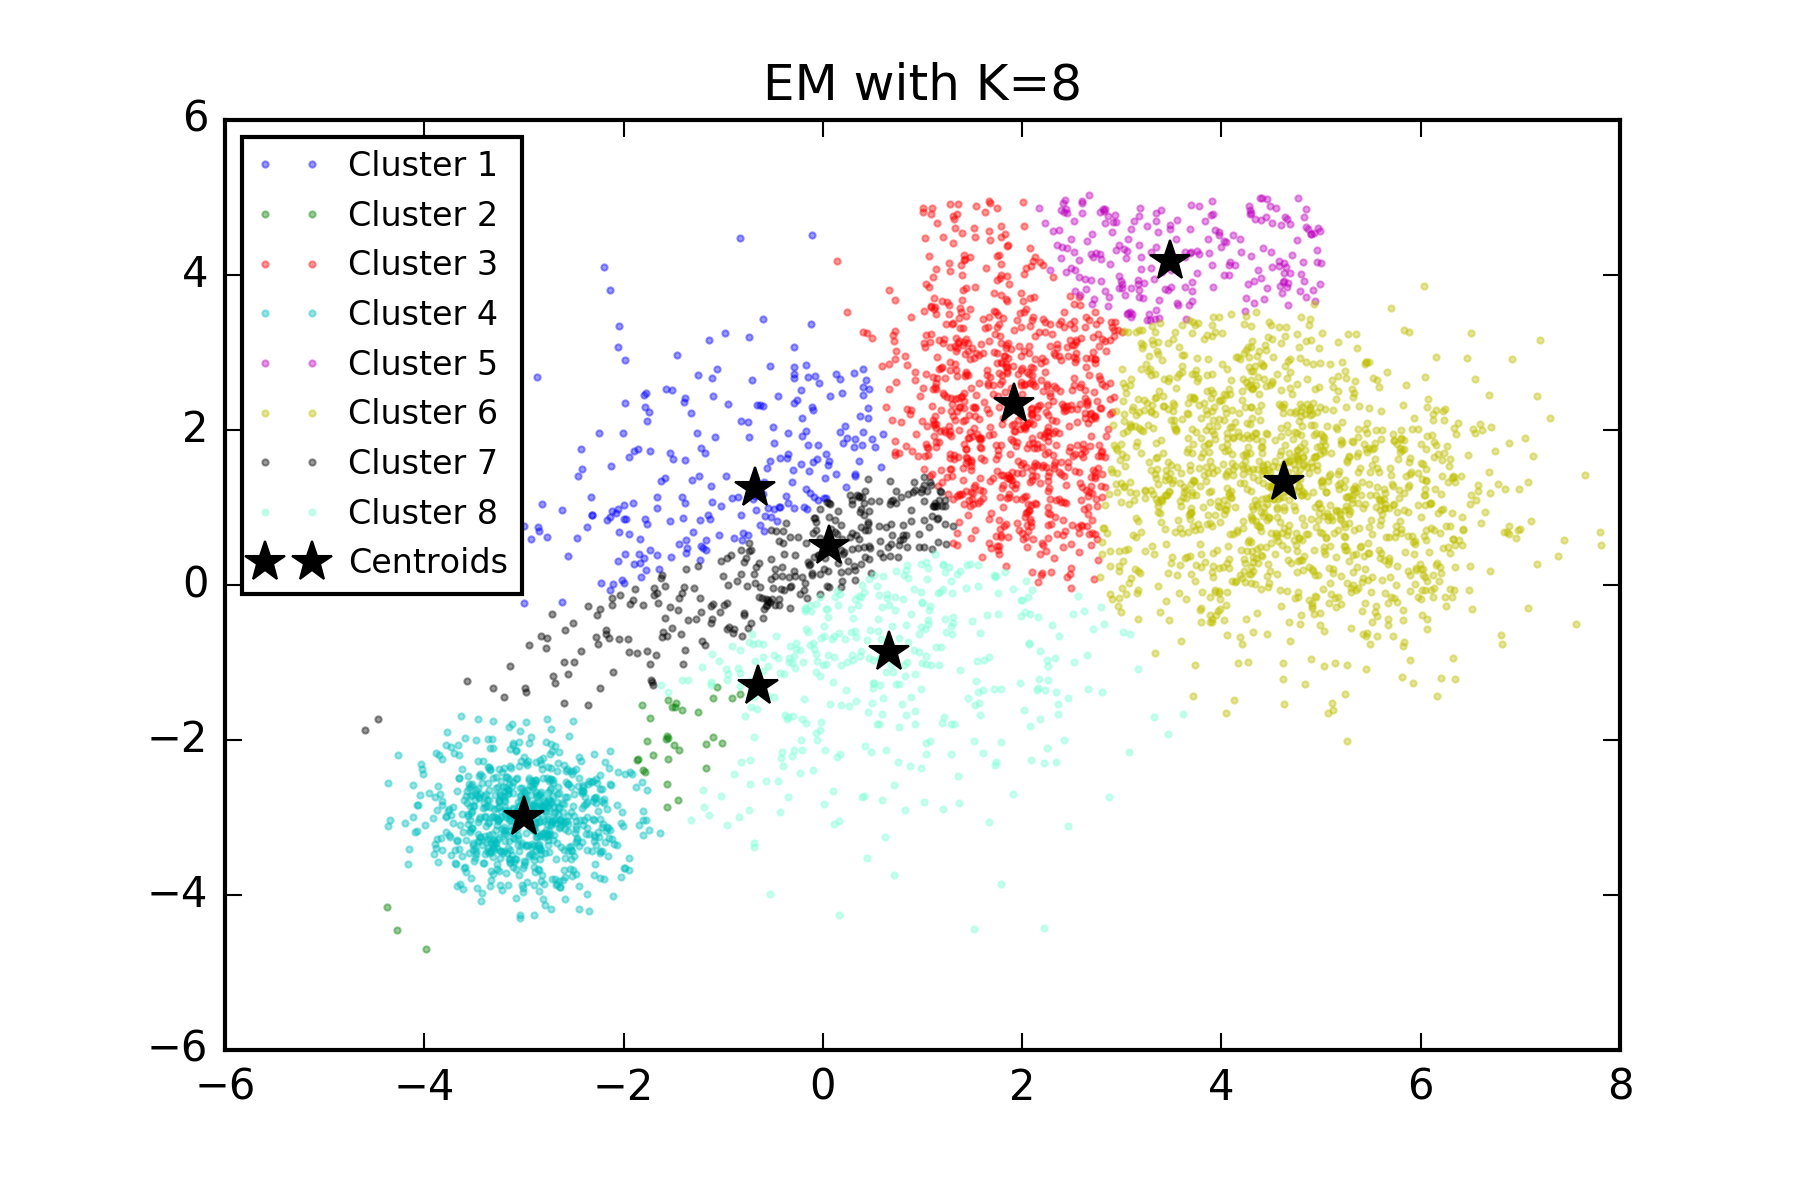 EM with K=8
6
4
2
0
−2
−4
−6
Cluster 1
Cluster 2
Cluster 3
Cluster 4
Cluster 5
Cluster 6
Cluster 7
Cluster 8
Centroids
−6 −4 −2 0 2 4 6 8